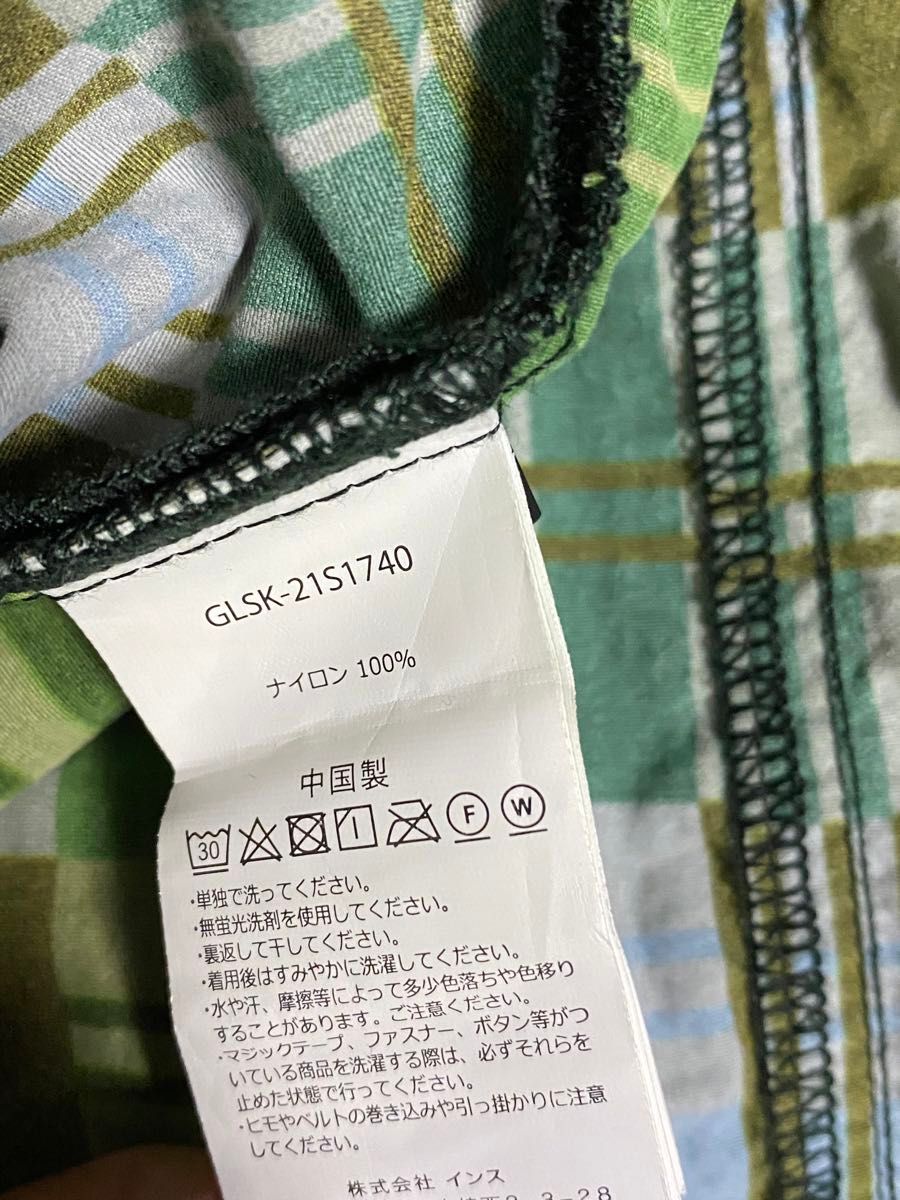 GLSK-21S1740
ナイロン 100%
中国製
30 F W
・単独で洗ってください。
・無蛍光洗剤を使用してください。
・裏返して干してください。
・着用後はすみやかに洗濯してください。
・水や汗、摩擦等によって多少色落ちや色移り
することがあります。ご注意ください。
・マジックテープ、ファスナー、ボタン等がつ
いている商品を洗濯する際は、必ずそれらを
止めた状態で行ってください。
・ヒモやベルトの巻き込みや引っ掛かりに注意
してください。
株式会社 インス
3-28